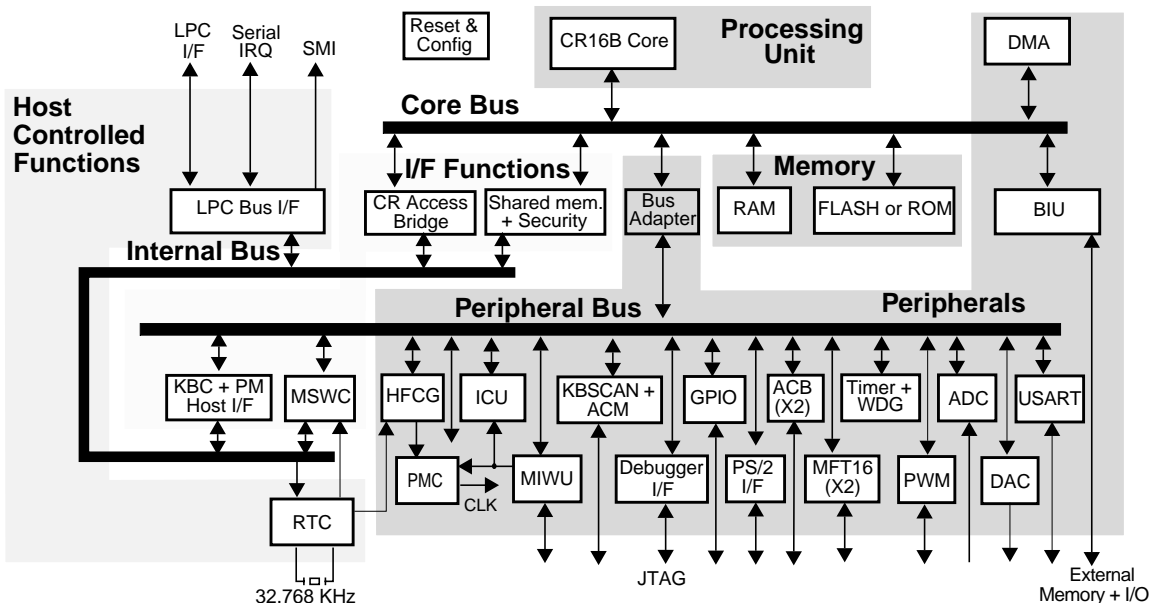 LPC
I/F
Serial
IRQ
SMI
Reset &
Config
CR16B Core
Processing
Unit
DMA
Host
Controlled
Functions
Core Bus
I/F Functions
Memory
LPC Bus I/F
CR Access
Bridge
Shared mem.
+ Security
Bus
Adapter
RAM
FLASH or ROM
BIU
Internal Bus
Peripheral Bus
Peripherals
KBC + PM
Host I/F
MSWC
HFCG
ICU
KBSCAN +
ACM
GPIO
ACB
(X2)
Timer +
WDG
ADC
USART
PMC
CLK
MIWU
Debugger
I/F
PS/2
I/F
MFT16
(X2)
PWM
DAC
RTC
32.768 KHz
JTAG
External
Memory + I/O